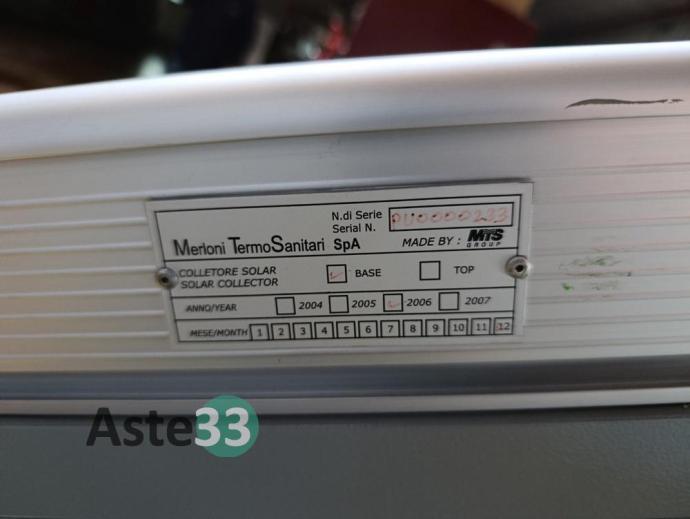 N.di Serie
Serial N.
PU0000233
Merloni TermoSanitari SpA
MADE BY : MTS
GROUP
COLLETORE SOLAR
SOLAR COLLECTOR
BASE
TOP
ANNO/YEAR 2004 2005 2006 2007
MESE/MONTH 1 2 3 4 5 6 7 8 9 10 11 12
Aste33